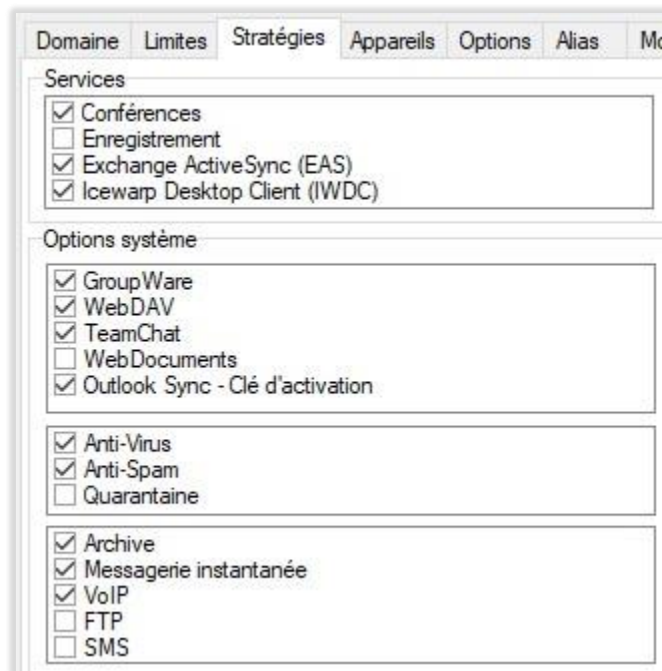 Domaine Limites Stratégies Appareils Options Alias
Services
Conférences
Enregistrement
Exchange ActiveSync (EAS)
Icewarp Desktop Client (IWDC)
Options système
GroupWare
WebDAV
TeamChat
WebDocuments
Outlook Sync - Clé d'activation
Anti-Virus
Anti-Spam
Quarantaine
Archive
Messagerie instantanée
VoIP
FTP
SMS